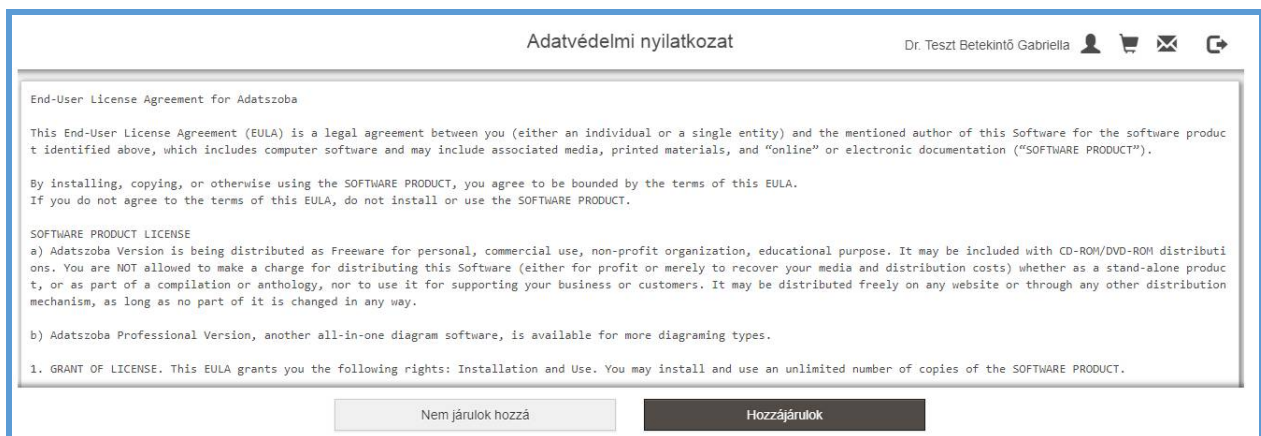 Adatvédelmi nyilatkozat
Dr. Teszt Betekintő Gabriella
End-User License Agreement for Adatszoba
This End-User License Agreement (EULA) is a legal agreement between you (either an individual or a single entity) and the mentioned author of this Software for the software produc
t identified above, which includes computer software and may include associated media, printed materials, and “online” or electronic documentation (“SOFTWARE PRODUCT”).
By installing, copying, or otherwise using the SOFTWARE PRODUCT, you agree to be bounded by the terms of this EULA.
If you do not agree to the terms of this EULA, do not install or use the SOFTWARE PRODUCT.
SOFTWARE PRODUCT LICENSE
a) Adatszoba Version is being distributed as Freeware for personal, commercial use, non-profit organization, educational purpose. It may be included with CD-ROM/DVD-ROM distributi
ons. You are NOT allowed to make a charge for distributing this Software (either for profit or merely to recover your media and distribution costs) whether as a stand-alone produc
t, or as part of a compilation or anthology, nor to use it for supporting your business or customers. It may be distributed freely on any website or through any other distribution
mechanism, as long as no part of it is changed in any way.
b) Adatszoba Professional Version, another all-in-one diagram software, is available for more diagraming types.
1. GRANT OF LICENSE. This EULA grants you the following rights: Installation and Use. You may install and use an unlimited number of copies of the SOFTWARE PRODUCT.
Nem járulok hozzá
Hozzájárulok